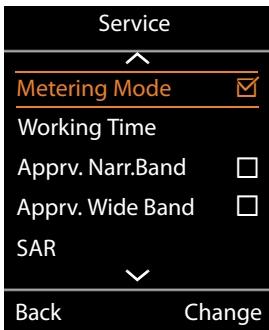 Service
Metering Mode
Working Time
Apprv. Narr.Band
Apprv. Wide Band
SAR
Back Change